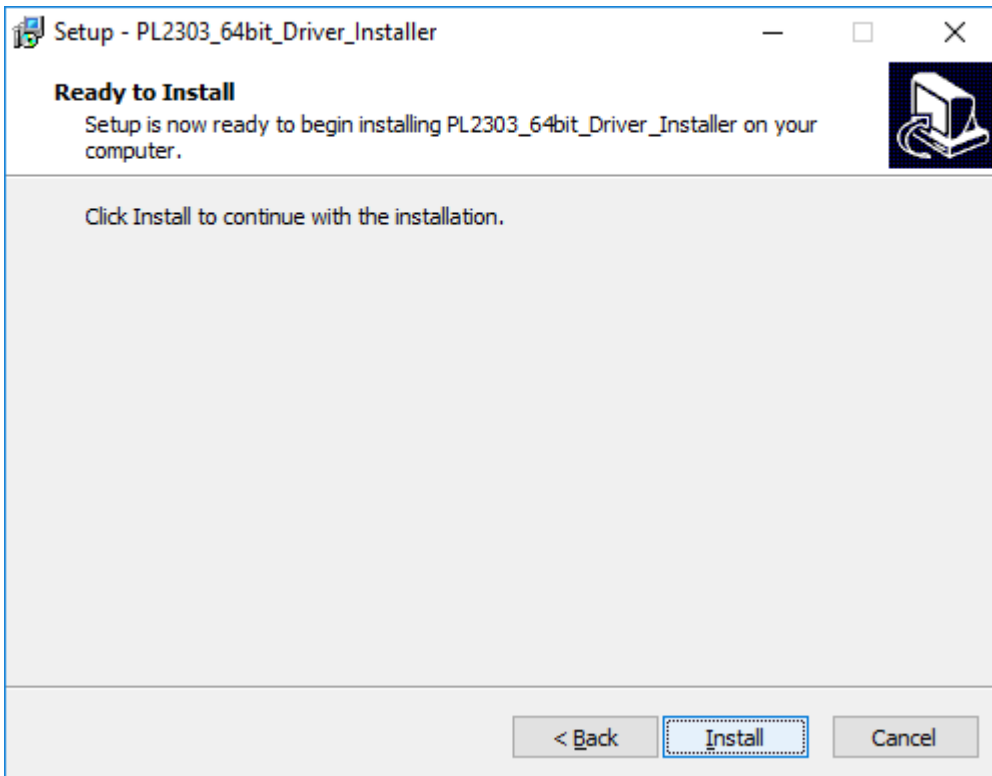 Setup - PL2303_64bit_Driver_Installer
Ready to Install
Setup is now ready to begin installing PL2303_64bit_Driver_Installer on your
computer.
Click Install to continue with the installation.
< Back
Install
Cancel